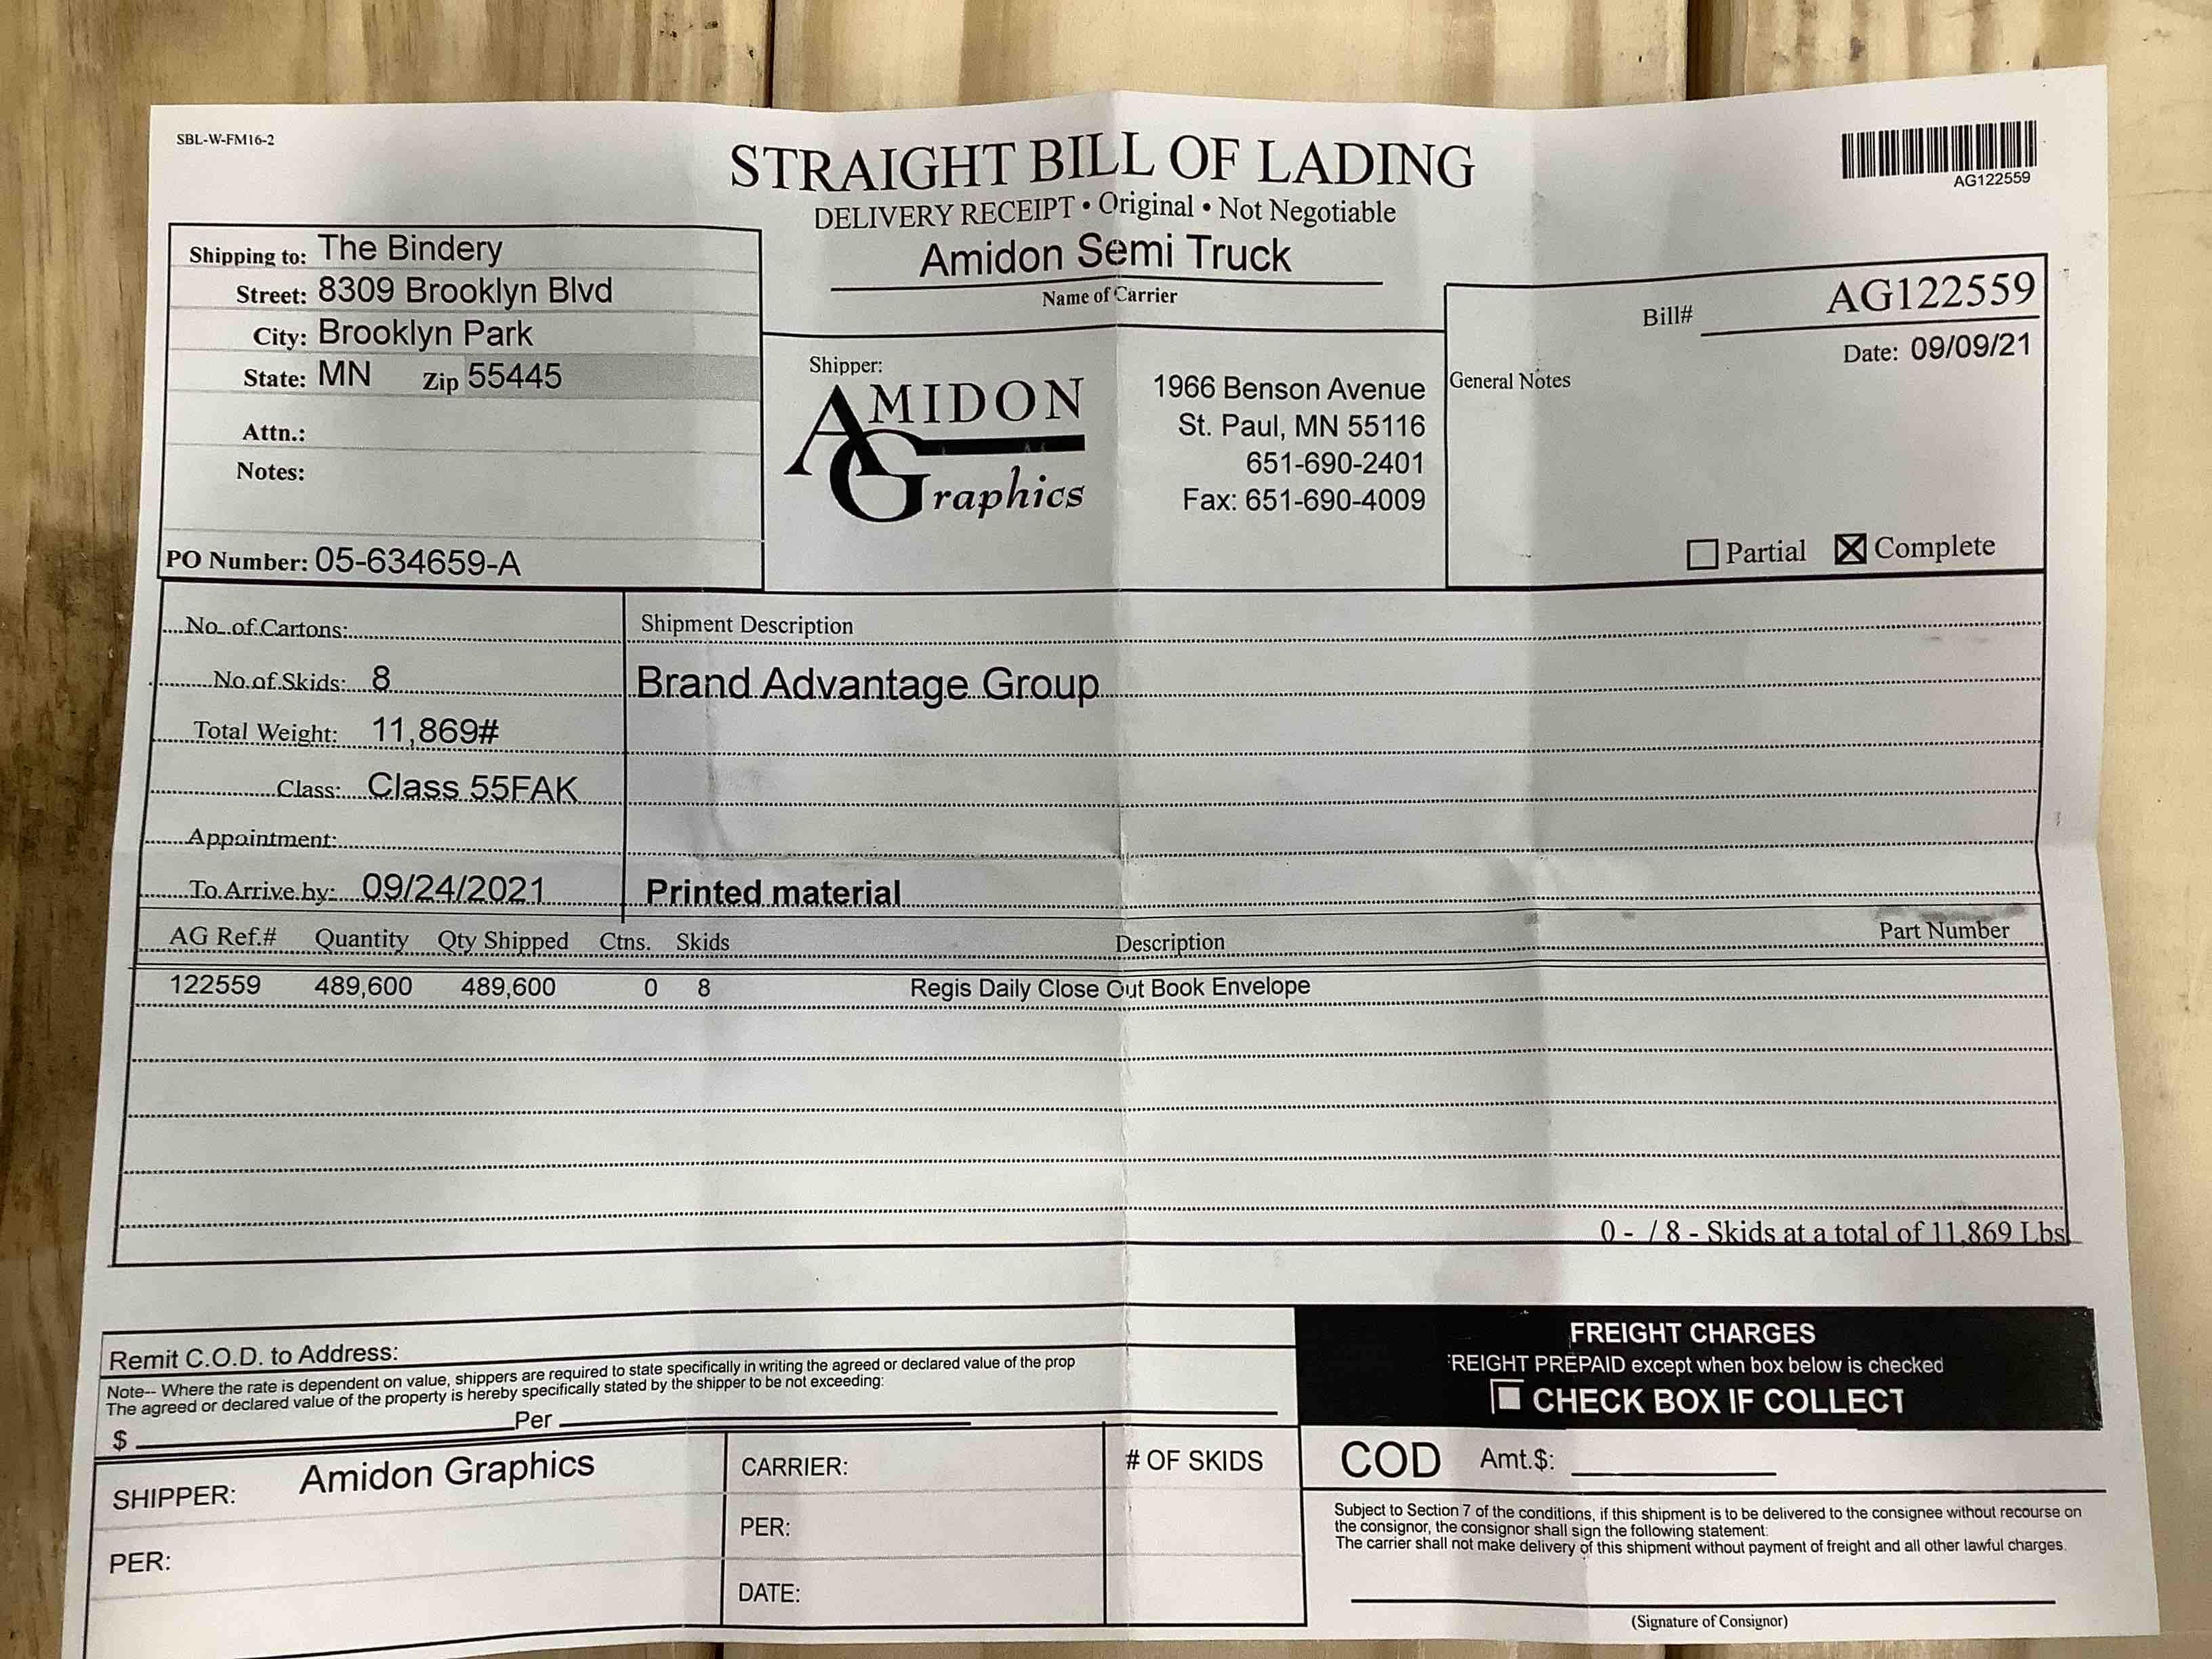 SBL-W-FM16-2
STRAIGHT BILL OF LADING
DELIVERY RECEIPT • Original • Not Negotiable
AG122559
Amidon Semi Truck
Name of Carrier
Shipping to: The Bindery
Street: 8309 Brooklyn Blvd
City: Brooklyn Park
State: MN Zip 55445
Attn.:
Notes:
PO Number: 05-634659-A
Shipper:
AMIDON
Graphics
1966 Benson Avenue
St. Paul, MN 55116
651-690-2401
Fax: 651-690-4009
Bill# AG122559
Date: 09/09/21
General Notes
Partial Complete
No. of Cartons:
No. of Skids: 8
Total Weight: 11,869#
Class: Class 55FAK
Appointment:
To Arrive by: 09/24/2021
Shipment Description
Brand Advantage Group
Printed material
AG Ref.# Quantity Qty Shipped Ctns. Skids Description Part Number
122559 489,600 489,600 0 8 Regis Daily Close Out Book Envelope
0 - / 8 - Skids at a total of 11,869 Lbs
Remit C.O.D. to Address:
Note-- Where the rate is dependent on value, shippers are required to state specifically in writing the agreed or declared value of the prop
The agreed or declared value of the property is hereby specifically stated by the shipper to be not exceeding:
$ Per
FREIGHT CHARGES
REIGHT PREPAID except when box below is checked
CHECK BOX IF COLLECT
SHIPPER: Amidon Graphics
PER:
CARRIER:
PER:
DATE:
# OF SKIDS
COD Amt.$:
Subject to Section 7 of the conditions, if this shipment is to be delivered to the consignee without recourse on
the consignor, the consignor shall sign the following statement:
The carrier shall not make delivery of this shipment without payment of freight and all other lawful charges.
(Signature of Consignor)